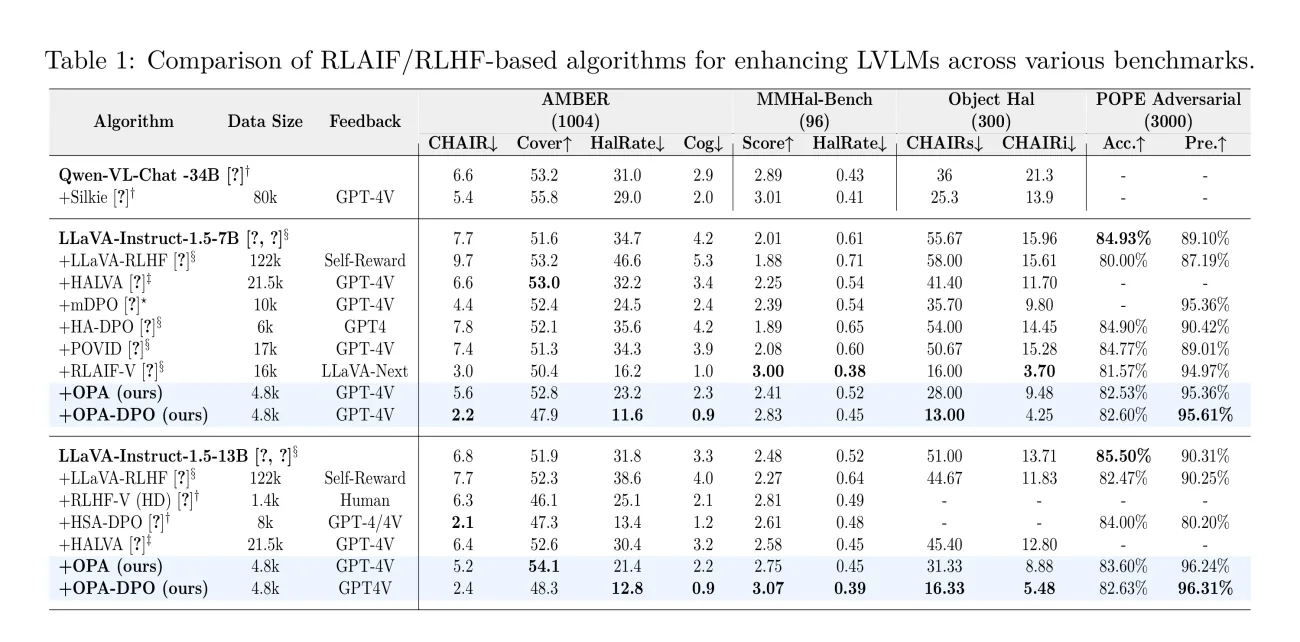 Table 1: Comparison of RLAIF/RLHF-based algorithms for enhancing LVLMs across various benchmarks.
Algorithm Data Size Feedback AMBER (1004) MMHal-Bench (96) Object Hal (300) POPE Adversarial (3000)
CHAIR↓ Cover↑ HalRate↓ Cog↓ Score↑ HalRate↓ CHAIRs↓ CHAIRi↓ Acc.↑ Pre.↑
Qwen-VL-Chat -34B [?]† 6.6 53.2 31.0 2.9 2.89 0.43 36 21.3 - -
+Silkie [?]† 80k GPT-4V 5.4 55.8 29.0 2.0 3.01 0.41 25.3 13.9 - -
LLaVA-Instruct-1.5-7B [?, ?]§ 7.7 51.6 34.7 4.2 2.01 0.61 55.67 15.96 84.93% 89.10%
+LLaVA-RLHF [?]§ 122k Self-Reward 9.7 53.2 46.6 5.3 1.88 0.71 58.00 15.61 80.00% 87.19%
+HALVA [?]‡ 21.5k GPT-4V 6.6 53.0 32.2 3.4 2.25 0.54 41.40 11.70 - -
+mDPO [?]⋆ 10k GPT-4V 4.4 52.4 24.5 2.4 2.39 0.54 35.70 9.80 - 95.36%
+HA-DPO [?]§ 6k GPT4 7.8 52.1 35.6 4.2 1.89 0.65 54.00 14.45 84.90% 90.42%
+POVID [?]§ 17k GPT-4V 7.4 51.3 34.3 3.9 2.08 0.60 50.67 15.28 84.77% 89.01%
+RLAIF-V [?]§ 16k LLaVA-Next 3.0 50.4 16.2 1.0 3.00 0.38 16.00 3.70 81.57% 94.97%
+OPA (ours) 4.8k GPT-4V 5.6 52.8 23.2 2.3 2.41 0.52 28.00 9.48 82.53% 95.36%
+OPA-DPO (ours) 4.8k GPT-4V 2.2 47.9 11.6 0.9 2.83 0.45 13.00 4.25 82.60% 95.61%
LLaVA-Instruct-1.5-13B [?, ?]§ 6.8 51.9 31.8 3.3 2.48 0.52 51.00 13.71 85.50% 90.31%
+LLaVA-RLHF [?]§ 122k Self-Reward 7.7 52.3 38.6 4.0 2.27 0.64 44.67 11.83 82.47% 90.25%
+RLHF-V (HD) [?]† 1.4k Human 6.3 46.1 25.1 2.1 2.81 0.49 - - - -
+HSA-DPO [?]† 8k GPT-4/4V 2.1 47.3 13.4 1.2 2.61 0.48 - - 84.00% 80.20%
+HALVA [?]‡ 21.5k GPT-4V 6.4 52.6 30.4 3.2 2.58 0.45 45.40 12.80 - -
+OPA (ours) 4.8k GPT-4V 5.2 54.1 21.4 2.2 2.75 0.45 31.33 8.88 83.60% 96.24%
+OPA-DPO (ours) 4.8k GPT4V 2.4 48.3 12.8 0.9 3.07 0.39 16.33 5.48 82.63% 96.31%